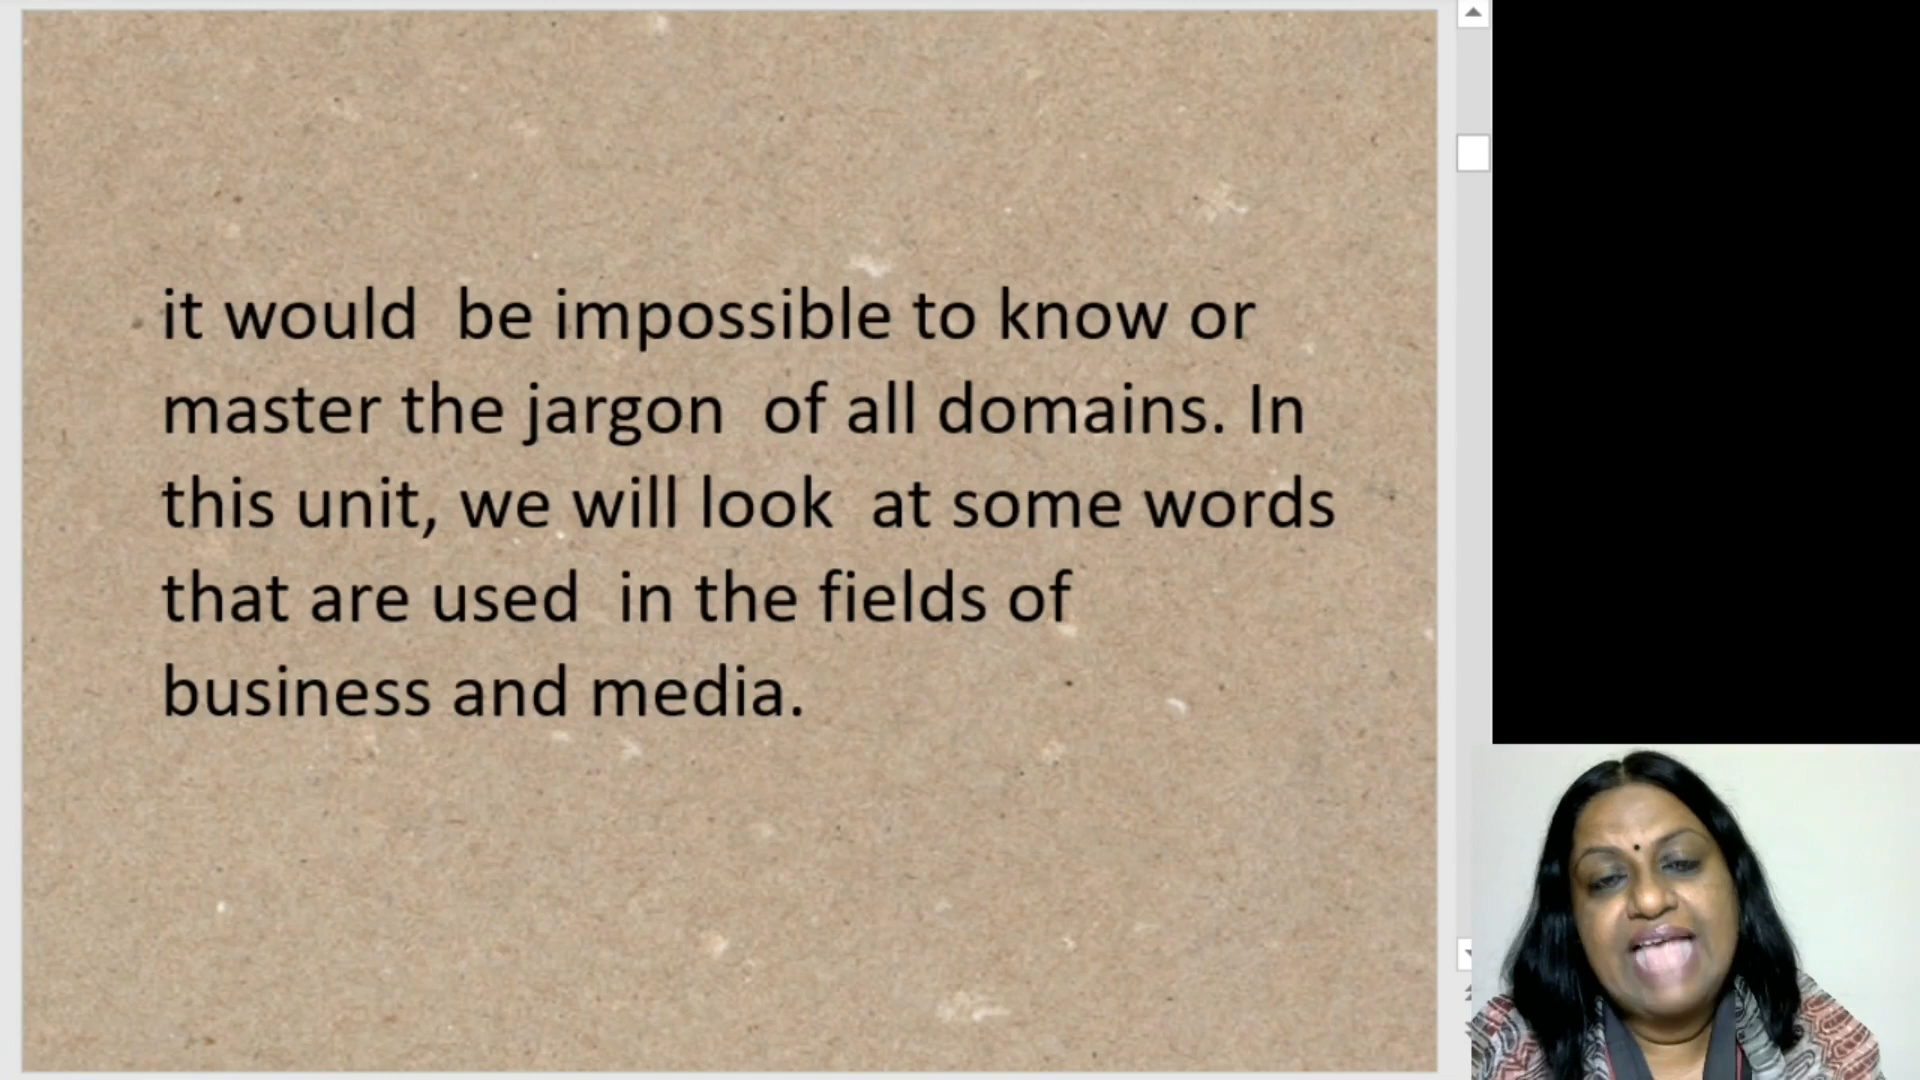 it would  be impossible to know or
master the jargon  of all domains. In
this unit, we will look  at some words
that are used  in the fields of
business and media.